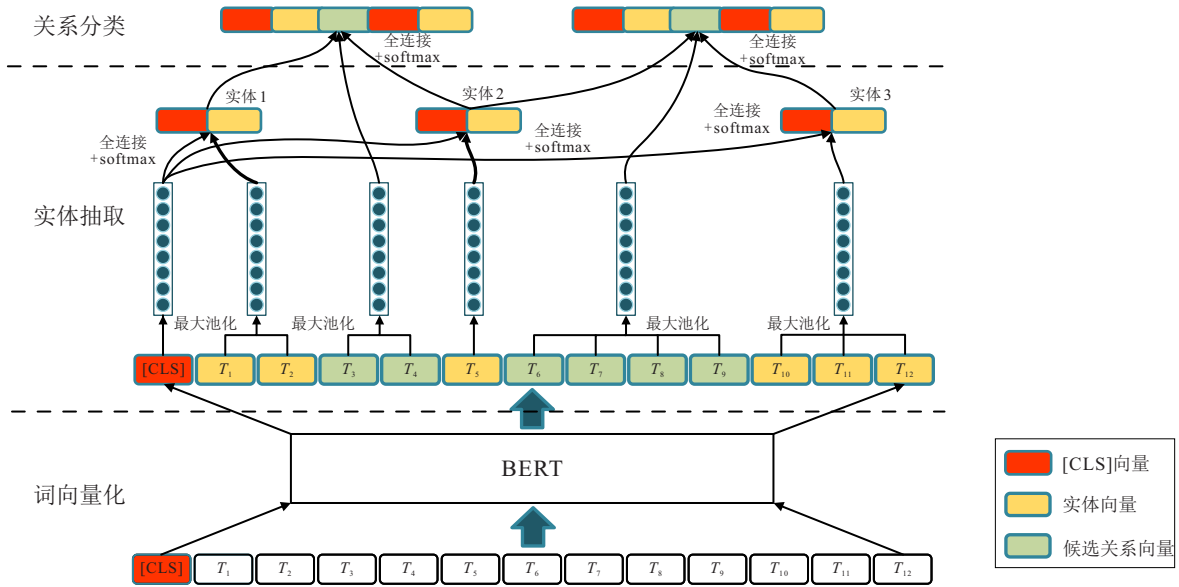 关系分类
全连接
+softmax
全连接
+softmax
实体1
实体2
实体3
全连接
+softmax
全连接
+softmax
全连接
+softmax
实体抽取
最大池化
最大池化
最大池化
最大池化
[CLS] T1 T2 T3 T4 T5 T6 T7 T8 T9 T10 T11 T12
BERT
词向量化
[CLS] T1 T2 T3 T4 T5 T6 T7 T8 T9 T10 T11 T12
[CLS]向量
实体向量
候选关系向量